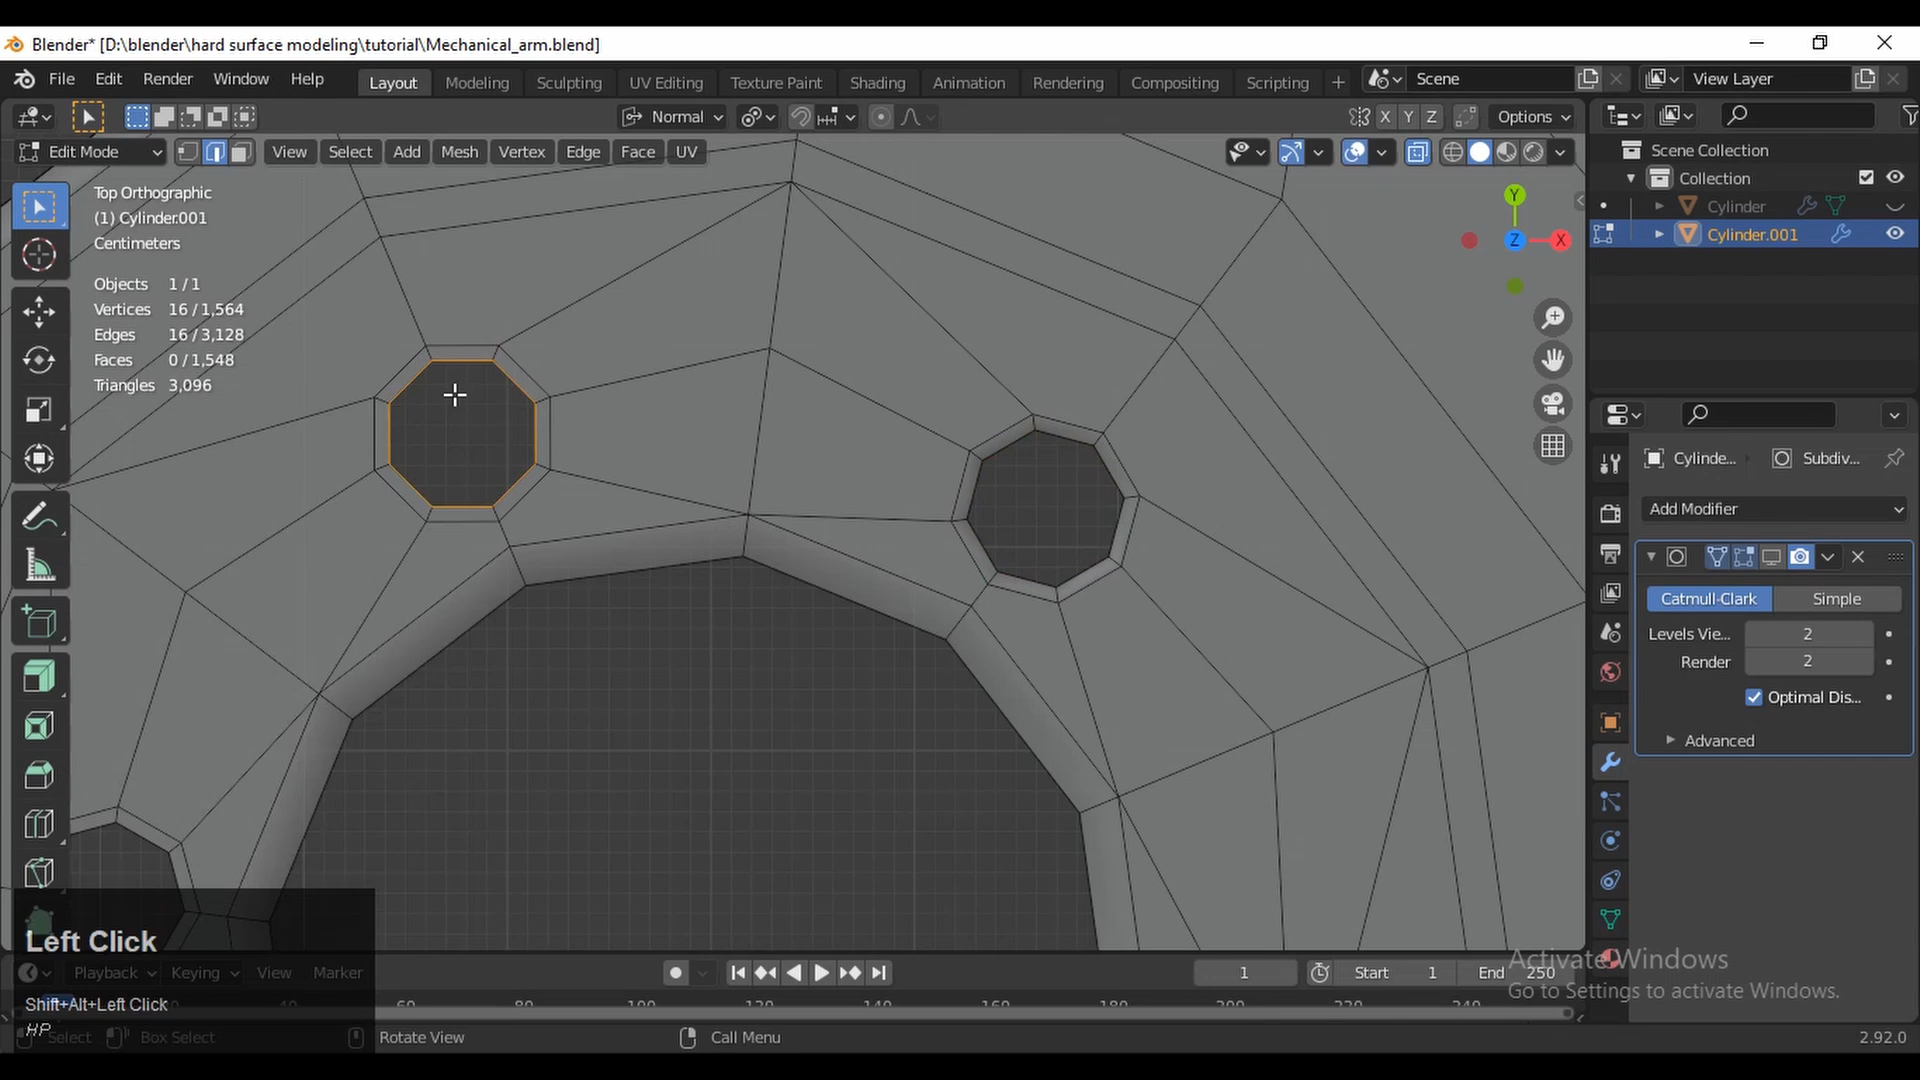 Blender* [D:\blender\hard surface modeling\tutorial\Mechanical_arm.blend]
File Edit Render Window Help Layout Modeling Sculpting UV Editing Texture Paint Shading Animation Rendering Compositing Scripting + Scene View Layer
Normal X Y Z Options
Edit Mode View Select Add Mesh Vertex Edge Face UV
Scene Collection
Collection
Cylinder
Cylinder.001
Top Orthographic
(1) Cylinder.001
Centimeters
Objects 1 / 1
Vertices 16 / 1,564
Edges 16 / 3,128
Faces 0 / 1,548
Triangles 3,096
Y
Z X
Cylinde... Subdiv...
Add Modifier
Catmull-Clark Simple
Levels Vie... 2
Render 2
Optimal Dis...
Advanced
Left Click
Playback Keying View Marker 1 Start 1 End 250
Activate Windows
Go to Settings to activate Windows.
Shift+Alt+Left Click
Select Box Select Rotate View Call Menu 2.92.0